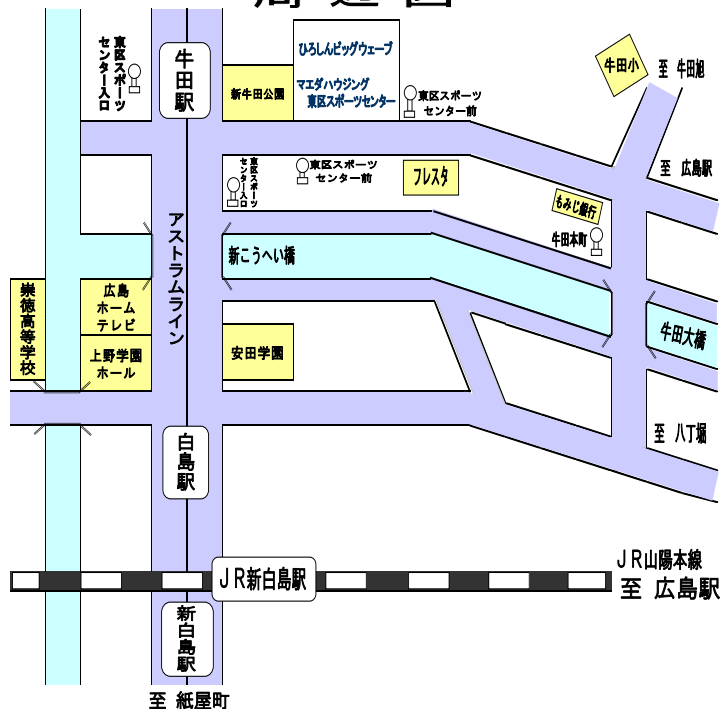 周辺図
東区スポーツ
センター入口
牛田駅
新牛田公園
ひろしんビッグウェーブ
マエダハウジング
東区スポーツセンター
東区スポーツ
センター前
牛田小
至 牛田旭
至 広島駅
東区スポーツ
センター入口
東区スポーツ
センター前
フレスタ
もみじ銀行
牛田本町
アストラムライン
新こうへい橋
牛田大橋
崇徳高等学校
広島
ホーム
テレビ
上野学園
ホール
安田学園
至 八丁堀
白島駅
JR新白島駅
JR山陽本線
至 広島駅
新白島駅
至 紙屋町